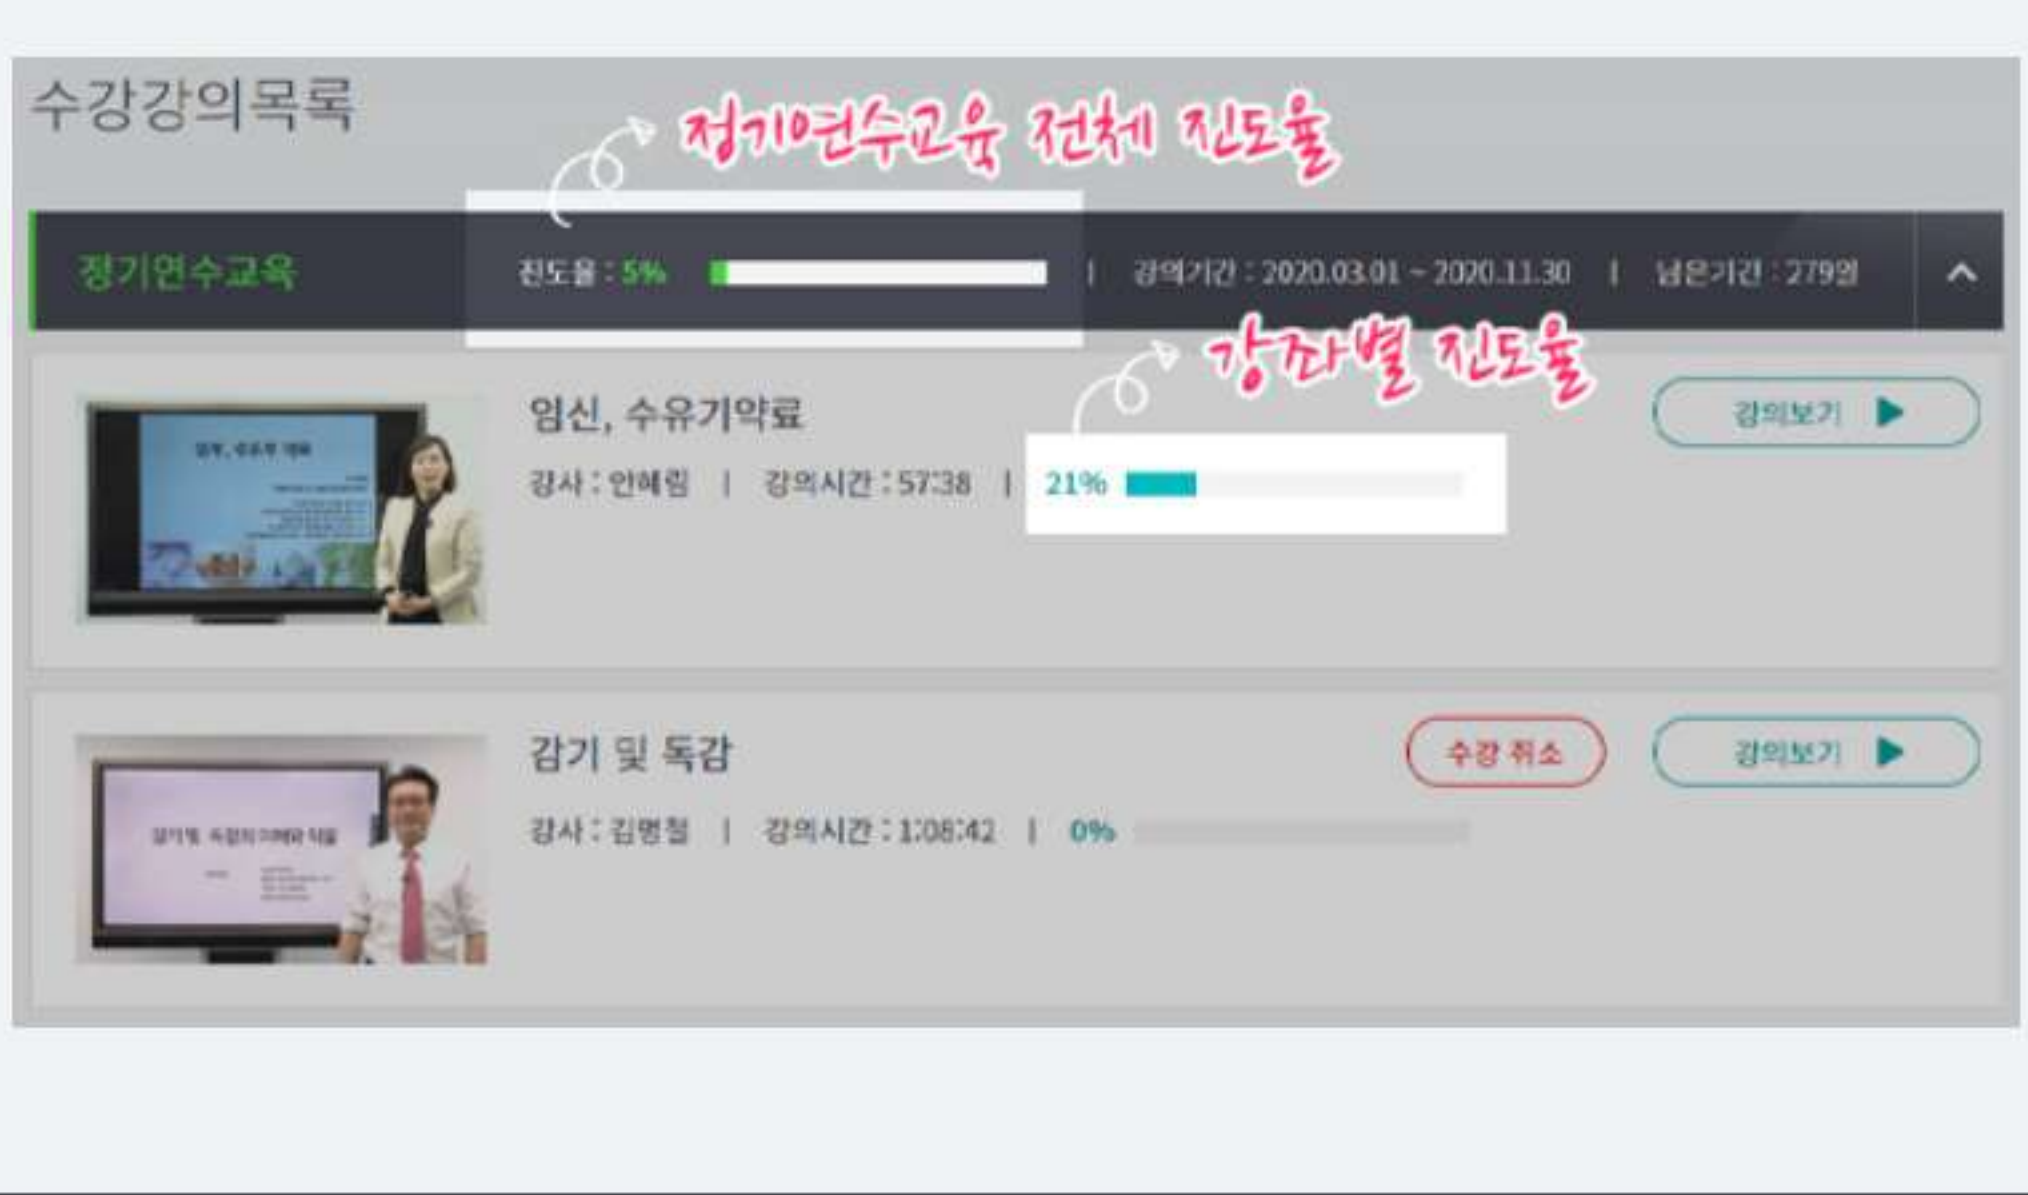 수강강의목록
정기연수교육 전체 진도율
정기연수교육 진도율 : 5% | 강의기간 : 2020.03.01 ~ 2020.11.30 | 남은기간 : 279일
강좌별 진도율
임신, 수유기약료 강의보기
강사 : 안혜림 | 강의시간 : 57:38 | 21%
감기 및 독감 수강 취소 강의보기
강사 : 김명철 | 강의시간 : 1:08:42 | 0%